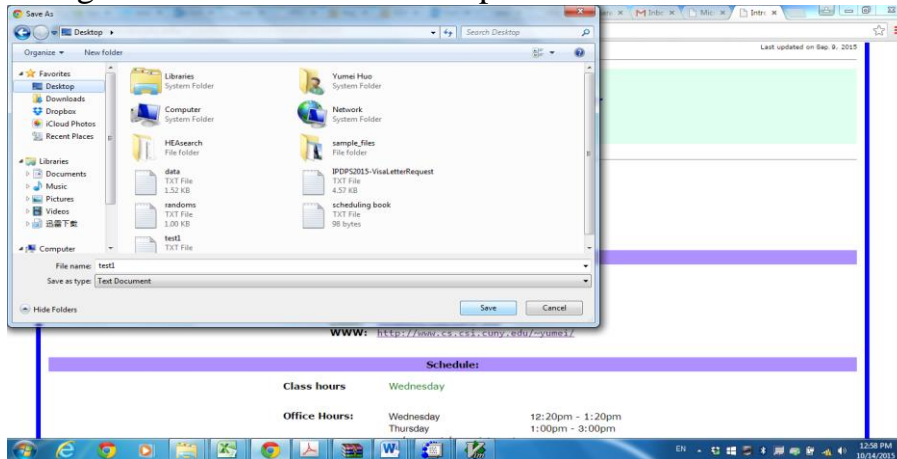 Save As
Desktop
Search Desktop
Organize
New folder
Last updated on Sep. 9, 2015
Favorites
Desktop
Downloads
Dropbox
iCloud Photos
Recent Places
Libraries
Documents
Music
Pictures
Videos
迅雷下载
Computer
Libraries
System Folder
Yumei Huo
System Folder
Computer
System Folder
Network
System Folder
HEAsearch
File folder
sample_files
File folder
data
TXT File
1.52 KB
IPDPS2015-VisaLetterRequest
TXT File
4.57 KB
randoms
TXT File
1.00 KB
scheduling book
TXT File
98 bytes
test1
TXT File
File name: test1
Save as type: Text Document
Hide Folders
Save
Cancel
WWW: http://www.cs.csi.cuny.edu/~yumei/
Schedule:
Class hours Wednesday
Office Hours: Wednesday 12:20pm - 1:20pm
Thursday 1:00pm - 3:00pm
EN
12:58 PM
10/14/2015